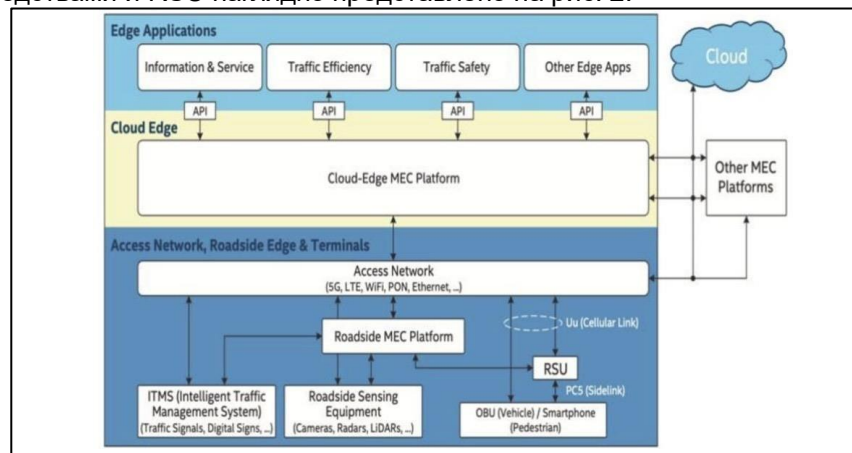 Edge Applications
Information & Service
Traffic Efficiency
Traffic Safety
Other Edge Apps
Cloud
API
API
API
API
Cloud Edge
Cloud-Edge MEC Platform
Other MEC
Platforms
Access Network, Roadside Edge & Terminals
Access Network
(5G, LTE, WiFi, PON, Ethernet, ...)
Uu (Cellular Link)
Roadside MEC Platform
RSU
PC5 (Sidelink)
ITMS (Intelligent Traffic
Management System)
(Traffic Signals, Digital Signs, ...)
Roadside Sensing
Equipment
(Cameras, Radars, LiDARs, ...)
OBU (Vehicle) / Smartphone
(Pedestrian)